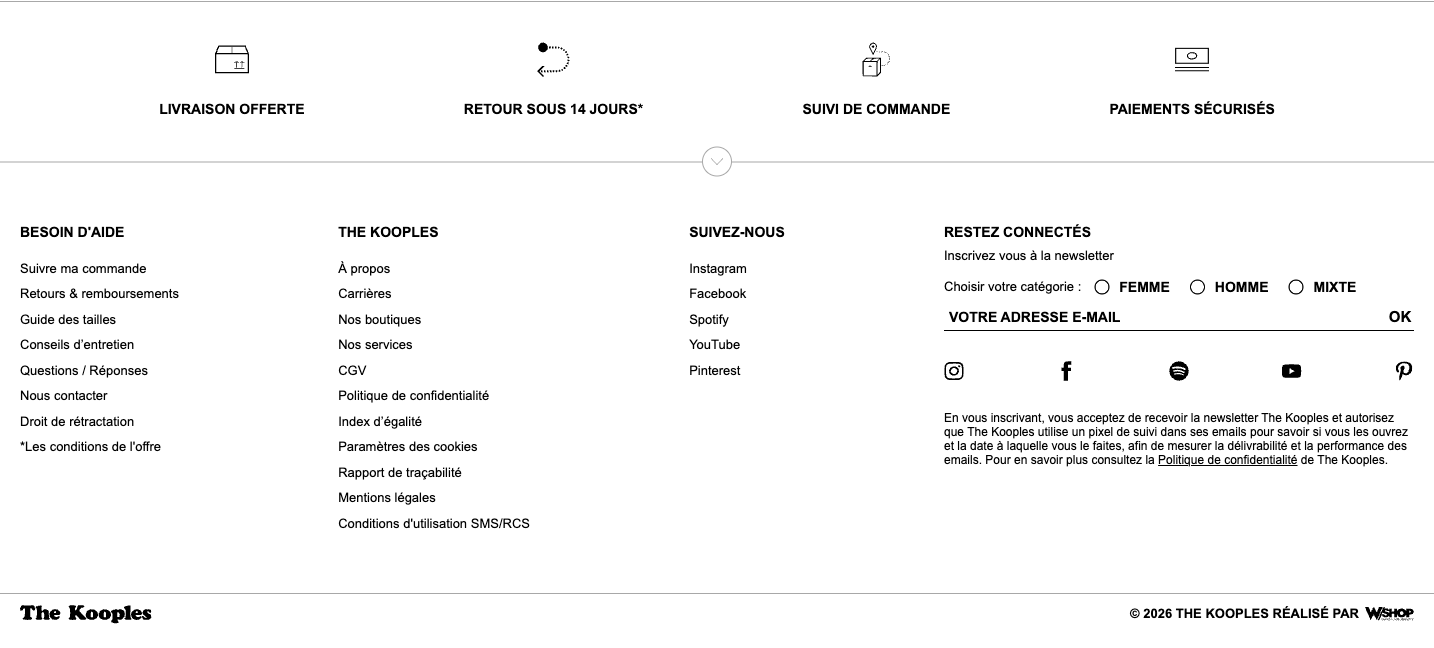 LIVRAISON OFFERTE
RETOUR SOUS 14 JOURS*
SUIVI DE COMMANDE
PAIEMENTS SÉCURISÉS
BESOIN D'AIDE
Suivre ma commande
Retours & remboursements
Guide des tailles
Conseils d’entretien
Questions / Réponses
Nous contacter
Droit de rétractation
*Les conditions de l'offre
THE KOOPLES
À propos
Carrières
Nos boutiques
Nos services
CGV
Politique de confidentialité
Index d’égalité
Paramètres des cookies
Rapport de traçabilité
Mentions légales
Conditions d'utilisation SMS/RCS
SUIVEZ-NOUS
Instagram
Facebook
Spotify
YouTube
Pinterest
RESTEZ CONNECTÉS
Inscrivez vous à la newsletter
Choisir votre catégorie : FEMME HOMME MIXTE
VOTRE ADRESSE E-MAIL OK
En vous inscrivant, vous acceptez de recevoir la newsletter The Kooples et autorisez
que The Kooples utilise un pixel de suivi dans ses emails pour savoir si vous les ouvrez
et la date à laquelle vous le faites, afin de mesurer la délivrabilité et la performance des
emails. Pour en savoir plus consultez la Politique de confidentialité de The Kooples.
The Kooples
© 2026 THE KOOPLES RÉALISÉ PAR WSHOP